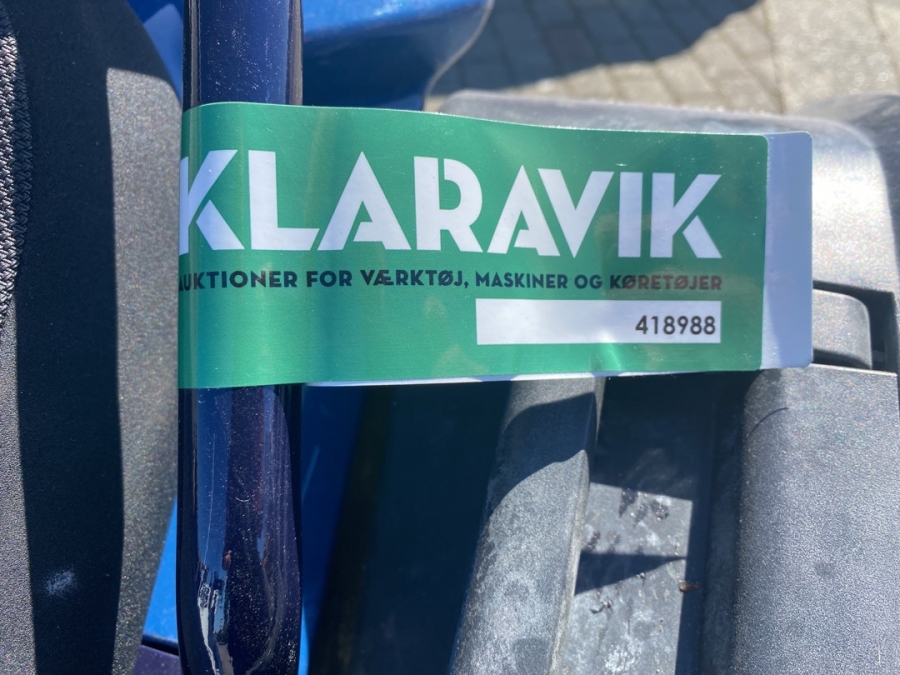 KLARAVIK
AUKTIONER FOR VÆRKTØJ, MASKINER OG KØRETØJER
418988